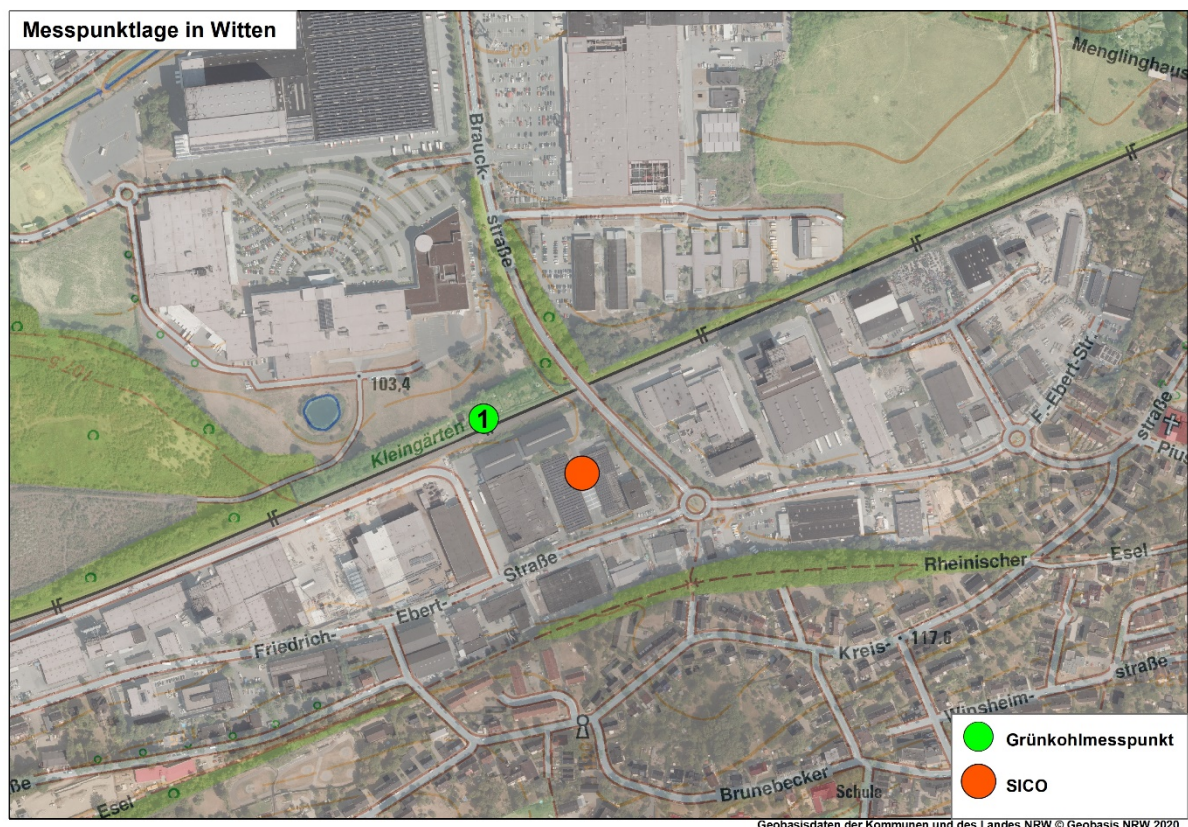 Messpunktlage in Witten
Menglinghaus
Brauck-
straße
103,4
Kleingärten
1
F.-Ebert-Str.
straße
Pius
Straße
Ebert-
Friedrich-
Rheinischer
Esel
Kreis-
117.6
straße
Winsheim-
Brunebecker
Schule
ße
Esel
Grünkohlmesspunkt
SICO
Geobasisdaten der Kommunen und des Landes NRW © Geobasis NRW 2020